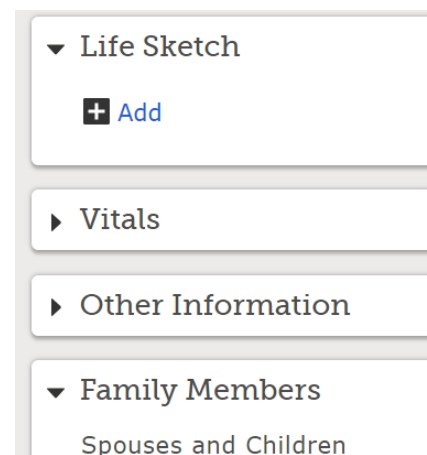 Life Sketch
Add
Vitals
Other Information
Family Members
Spouses and Children